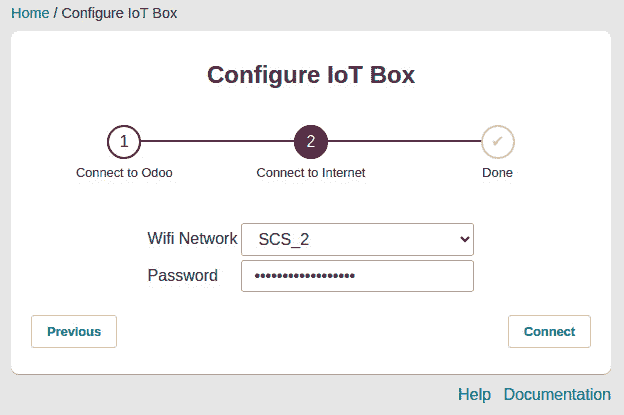 Home / Configure IoT Box
Configure IoT Box
1 2 ✔
Connect to Odoo Connect to Internet Done
Wifi Network SCS_2
Password ••••••••••••••••••
Previous Connect
Help Documentation